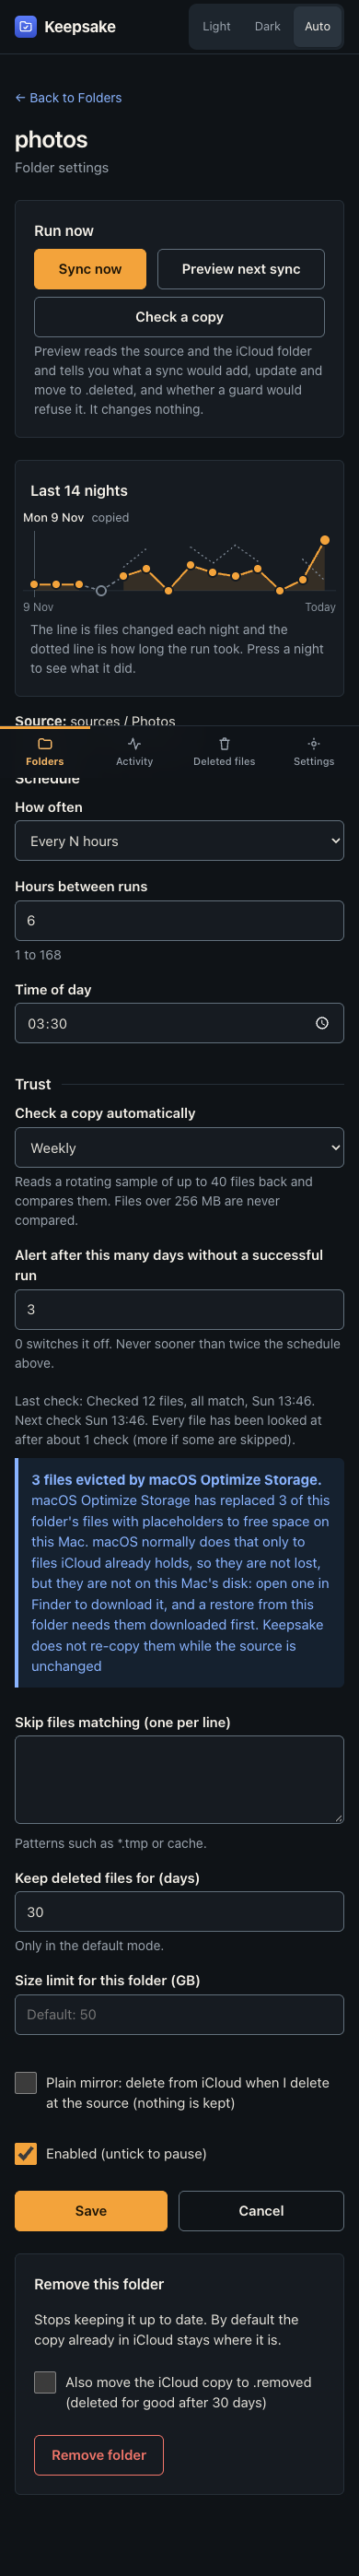 Keepsake
Light
Dark
Auto
← Back to Folders
photos
Folder settings
Run now
Sync now
Preview next sync
Check a copy
Preview reads the source and the iCloud folder
and tells you what a sync would add, update and
move to .deleted, and whether a guard would
refuse it. It changes nothing.
Last 14 nights
Mon 9 Nov copied
9 Nov
Today
The line is files changed each night and the
dotted line is how long the run took. Press a night
to see what it did.
Source: sources / Photos
Folders
Activity
Deleted files
Settings
Schedule
How often
Every N hours
Hours between runs
6
1 to 168
Time of day
03:30
Trust
Check a copy automatically
Weekly
Reads a rotating sample of up to 40 files back and
compares them. Files over 256 MB are never
compared.
Alert after this many days without a successful
run
3
0 switches it off. Never sooner than twice the schedule
above.
Last check: Checked 12 files, all match, Sun 13:46.
Next check Sun 13:46. Every file has been looked at
after about 1 check (more if some are skipped).
3 files evicted by macOS Optimize Storage.
macOS Optimize Storage has replaced 3 of this
folder's files with placeholders to free space on
this Mac. macOS normally does that only to
files iCloud already holds, so they are not lost,
but they are not on this Mac's disk: open one in
Finder to download it, and a restore from this
folder needs them downloaded first. Keepsake
does not re-copy them while the source is
unchanged
Skip files matching (one per line)
Patterns such as *.tmp or cache.
Keep deleted files for (days)
30
Only in the default mode.
Size limit for this folder (GB)
Default: 50
Plain mirror: delete from iCloud when I delete
at the source (nothing is kept)
Enabled (untick to pause)
Save
Cancel
Remove this folder
Stops keeping it up to date. By default the
copy already in iCloud stays where it is.
Also move the iCloud copy to .removed
(deleted for good after 30 days)
Remove folder